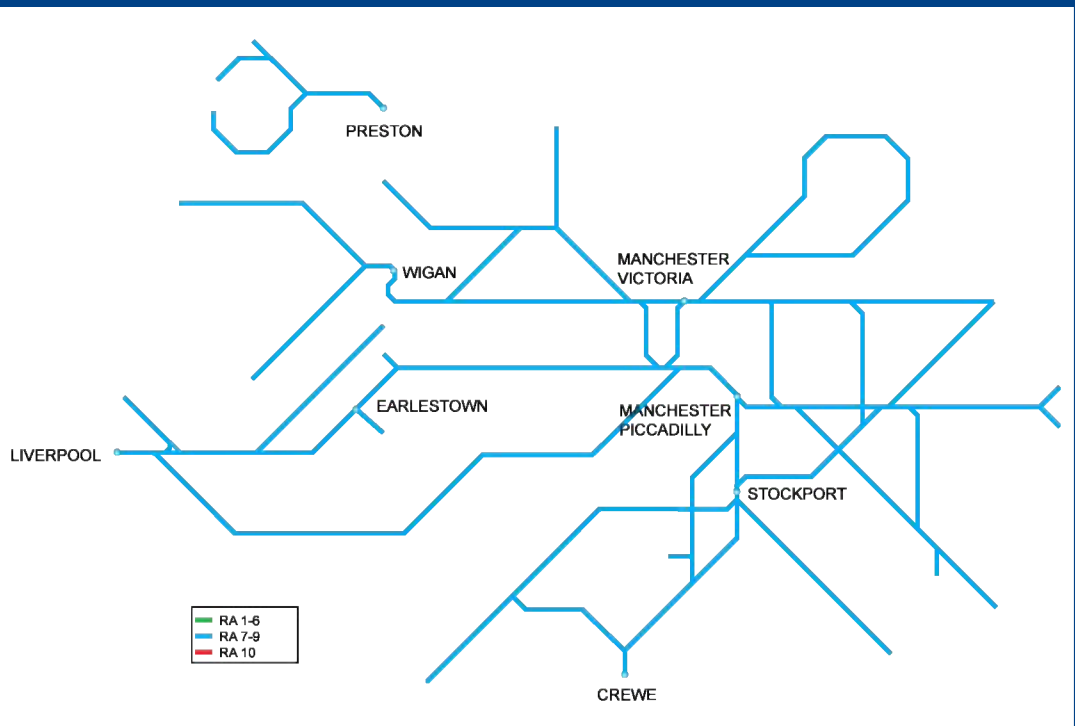 PRESTON
MANCHESTER
VICTORIA
WIGAN
EARLESTOWN
MANCHESTER
PICCADILLY
LIVERPOOL
STOCKPORT
RA 1-6
RA 7-9
RA 10
CREWE